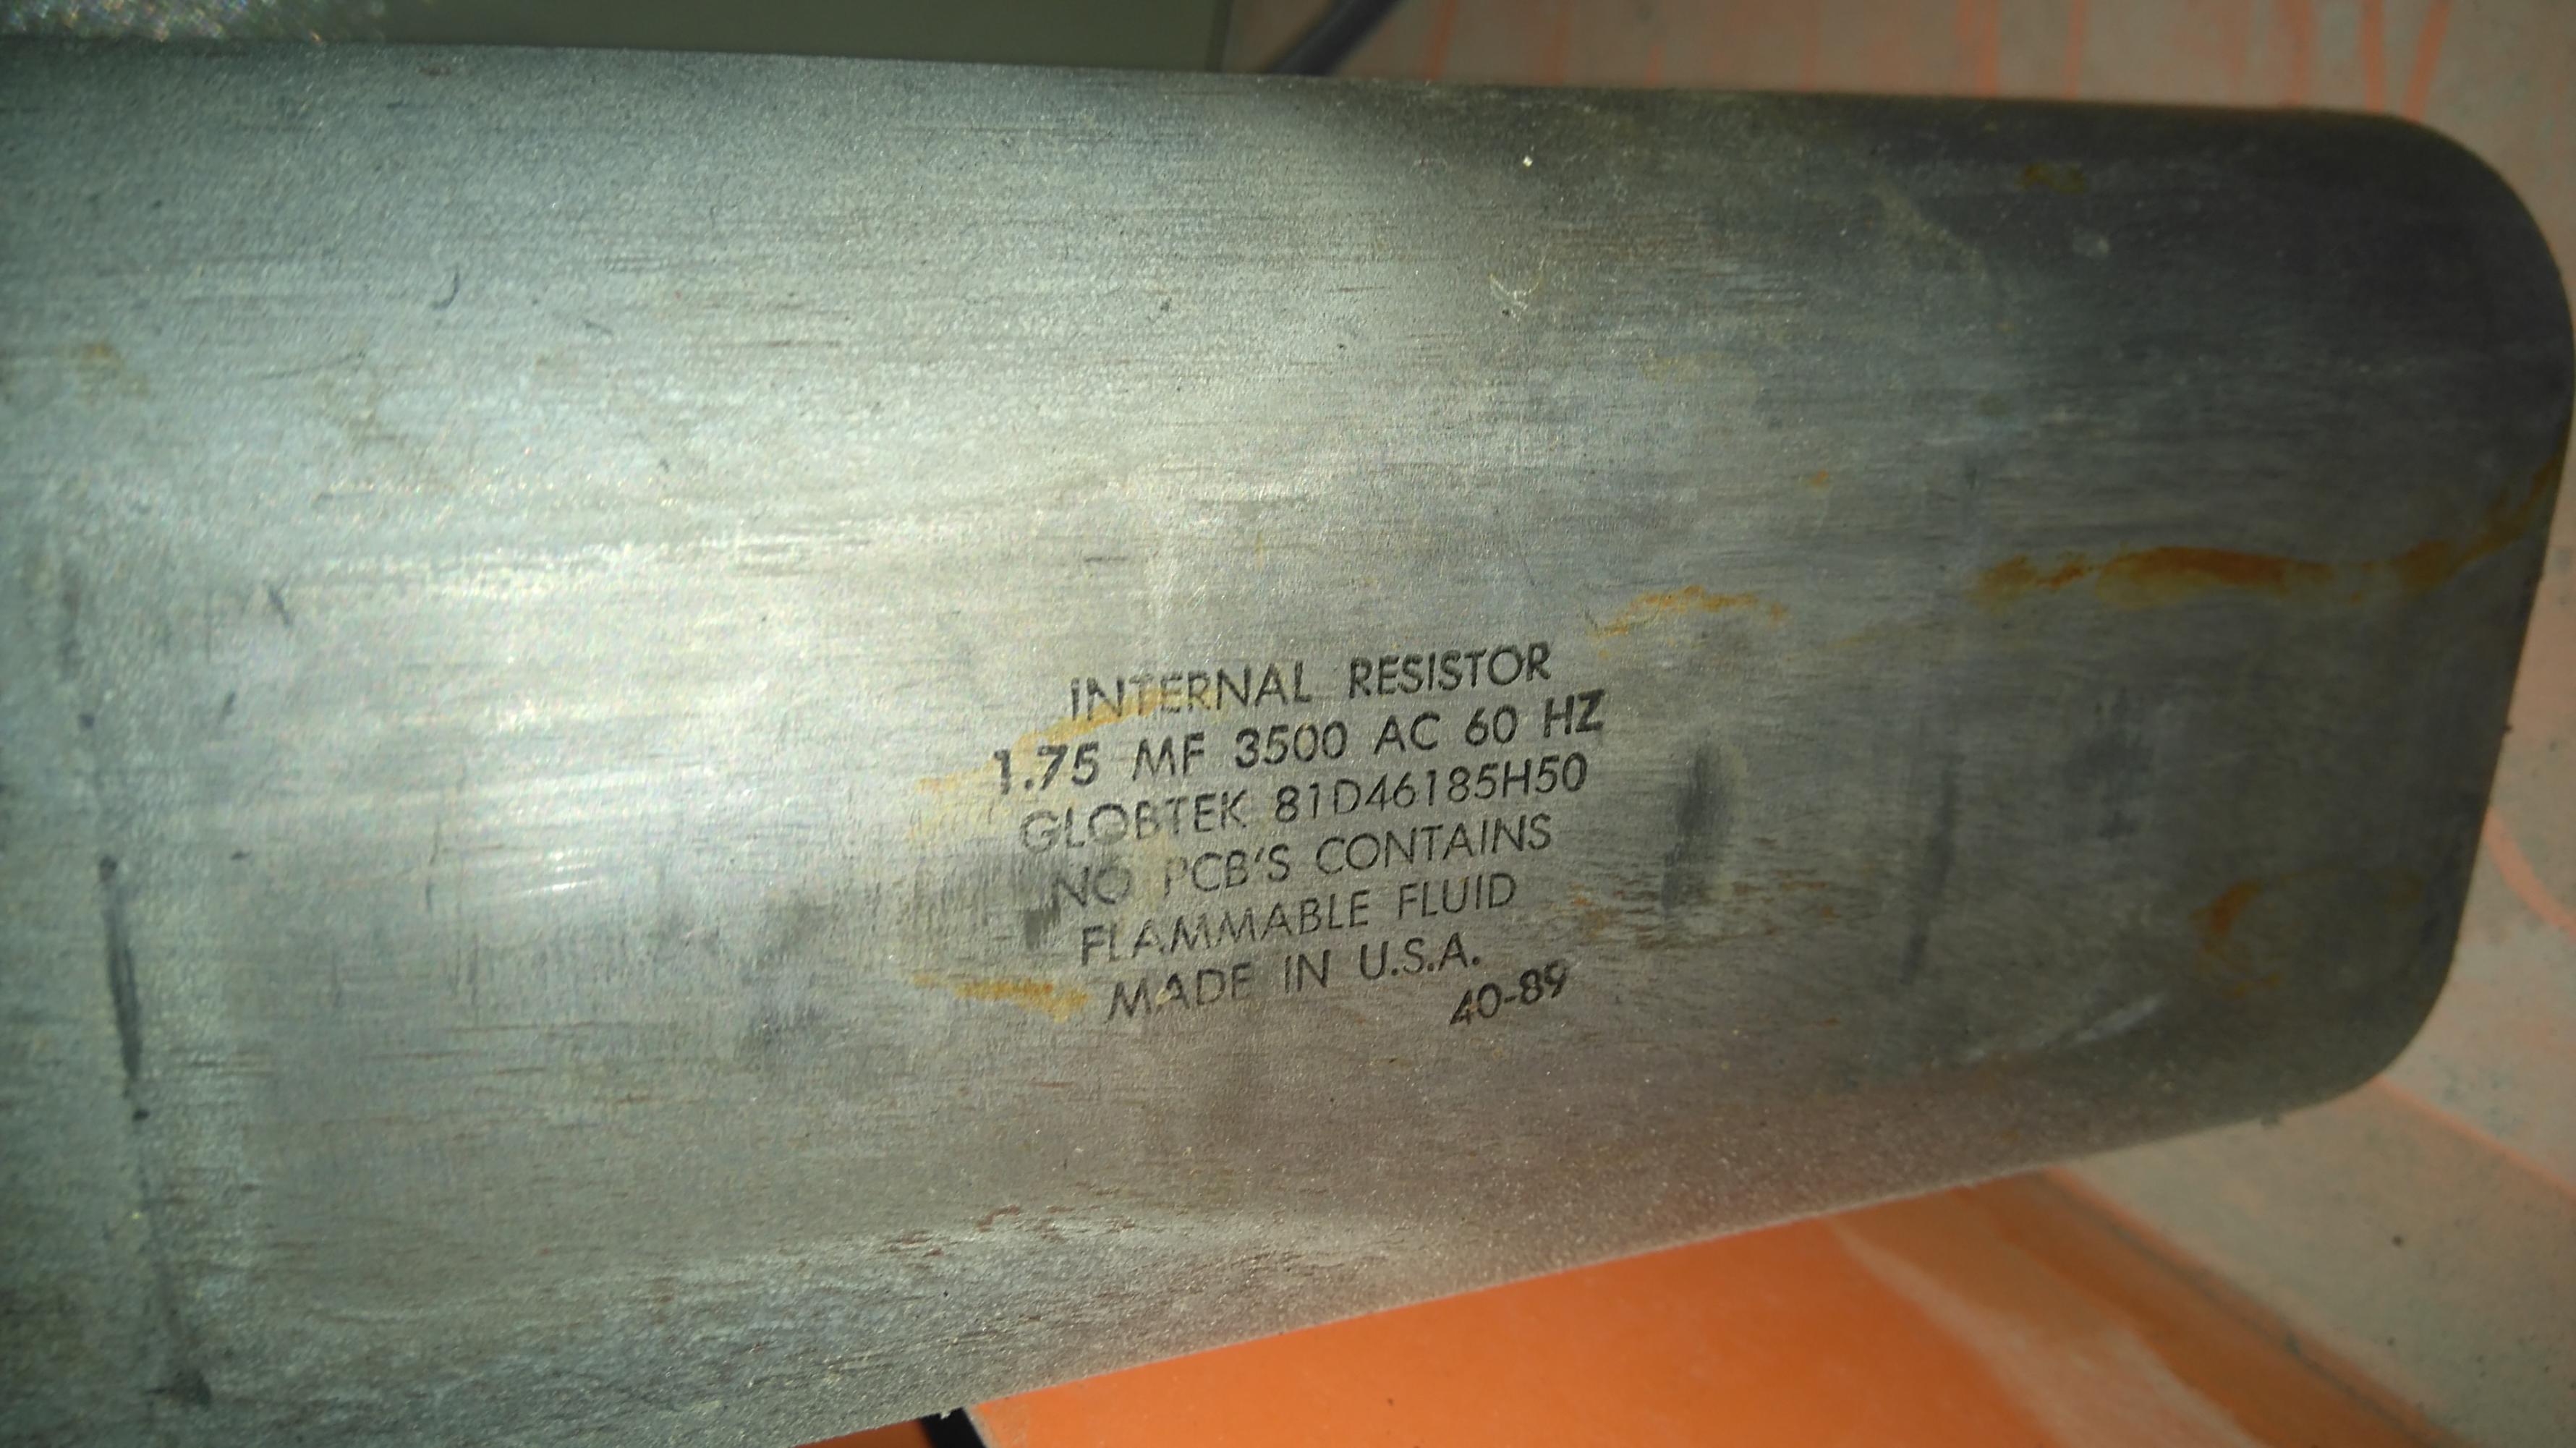 INTERNAL RESISTOR
1.75 MF 3500 AC 60 HZ
GLOBTEK 81D46185H50
NO PCB'S CONTAINS
FLAMMABLE FLUID
MADE IN U.S.A.
40-89